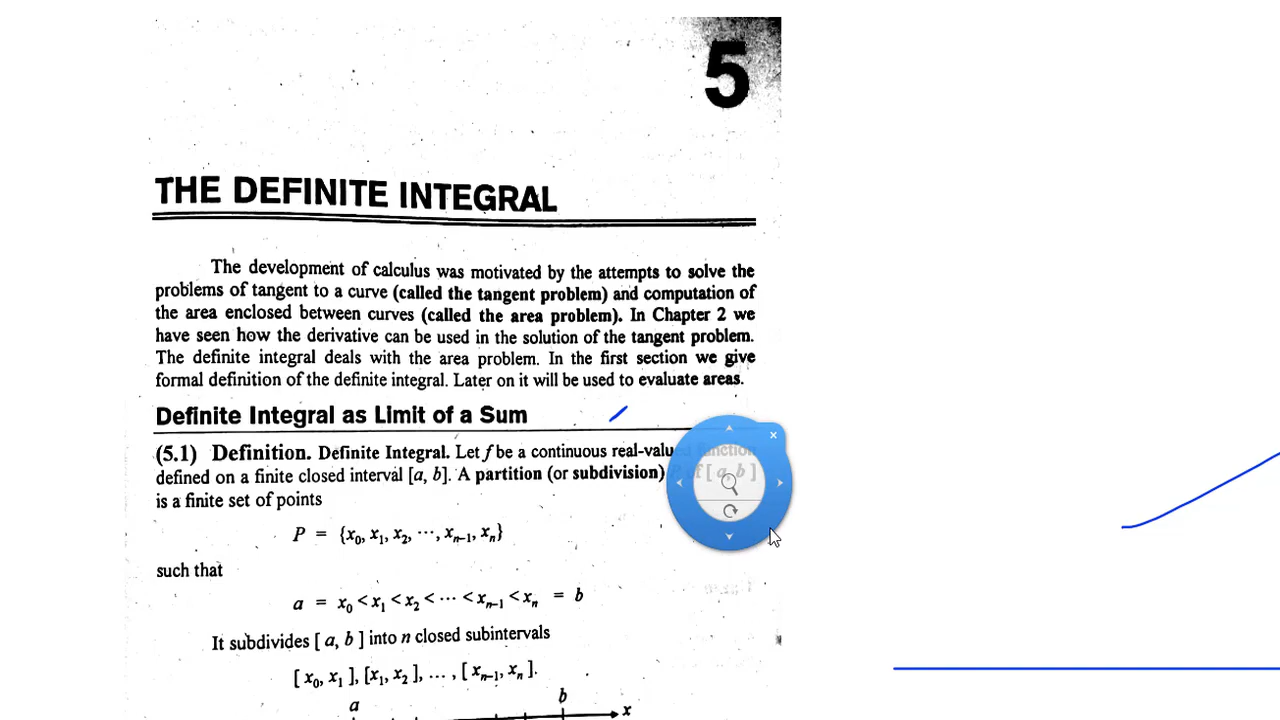 5
THE DEFINITE INTEGRAL
The development of calculus was motivated by the attempts to solve the
problems of tangent to a curve (called the tangent problem) and computation of
the area enclosed between curves (called the area problem). In Chapter 2 we
have seen how the derivative can be used in the solution of the tangent problem.
The definite integral deals with the area problem. In the first section we give
formal definition of the definite integral. Later on it will be used to evaluate areas.
Definite Integral as Limit of a Sum
(5.1) Definition. Definite Integral. Let f be a continuous real-valued function
defined on a finite closed interval [a, b]. A partition (or subdivision) P of [ a, b ]
is a finite set of points
P = {x₀, x₁, x₂, ⋯, xₙ₋₁, xₙ}
such that
a = x₀ < x₁ < x₂ < ⋯ < xₙ₋₁ < xₙ = b
It subdivides [ a, b ] into n closed subintervals
[ x₀, x₁ ], [x₁, x₂ ], ⋯ , [ xₙ₋₁, xₙ ].
a b x